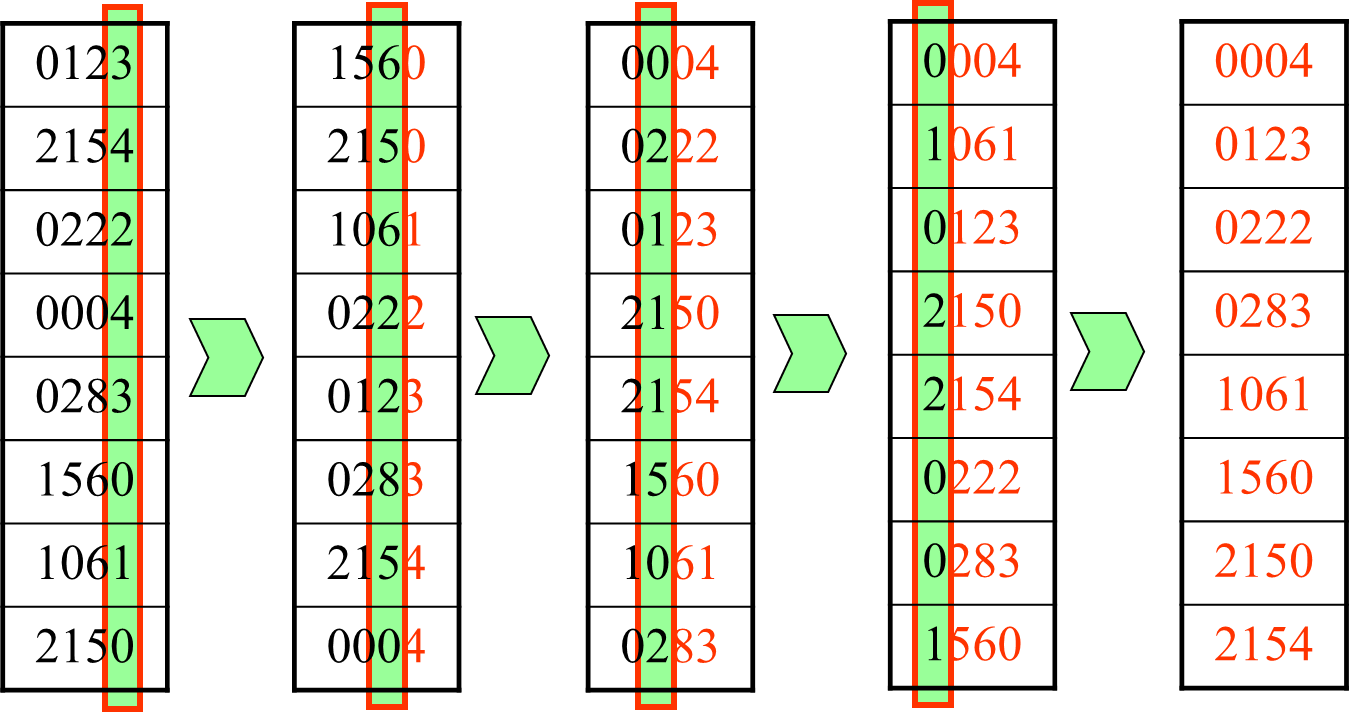 0123 1560 0004 0004 0004
2154 2150 0222 1061 0123
0222 1061 0123 0123 0222
0004 0222 2150 2150 0283
0283 0123 2154 2154 1061
1560 0283 1560 0222 1560
1061 2154 1061 0283 2150
2150 0004 0283 1560 2154